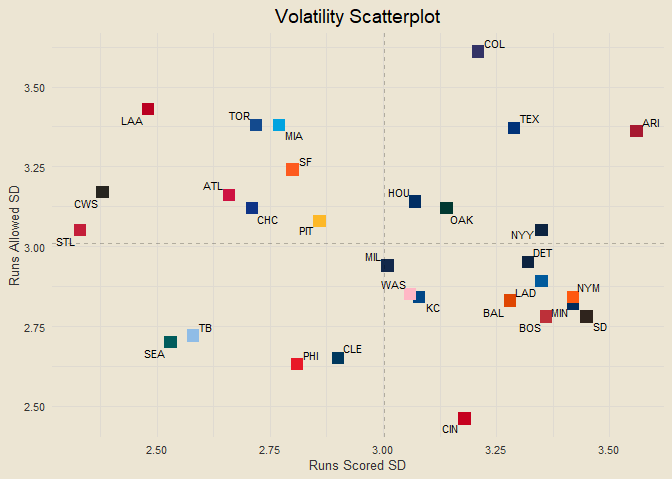 Volatility Scatterplot
COL
3.50
LAA
TOR
MIA
TEX
ARI
3.25
SF
CWS
ATL
CHC
HOU
OAK
STL
PIT
NYY
3.00
MIL
DET
WAS
KC
LAD
NYM
BAL
BOS
MIN
SD
2.75
TB
SEA
PHI
CLE
2.50
CIN
2.50
2.75
3.00
3.25
3.50
Runs Scored SD
Runs Allowed SD